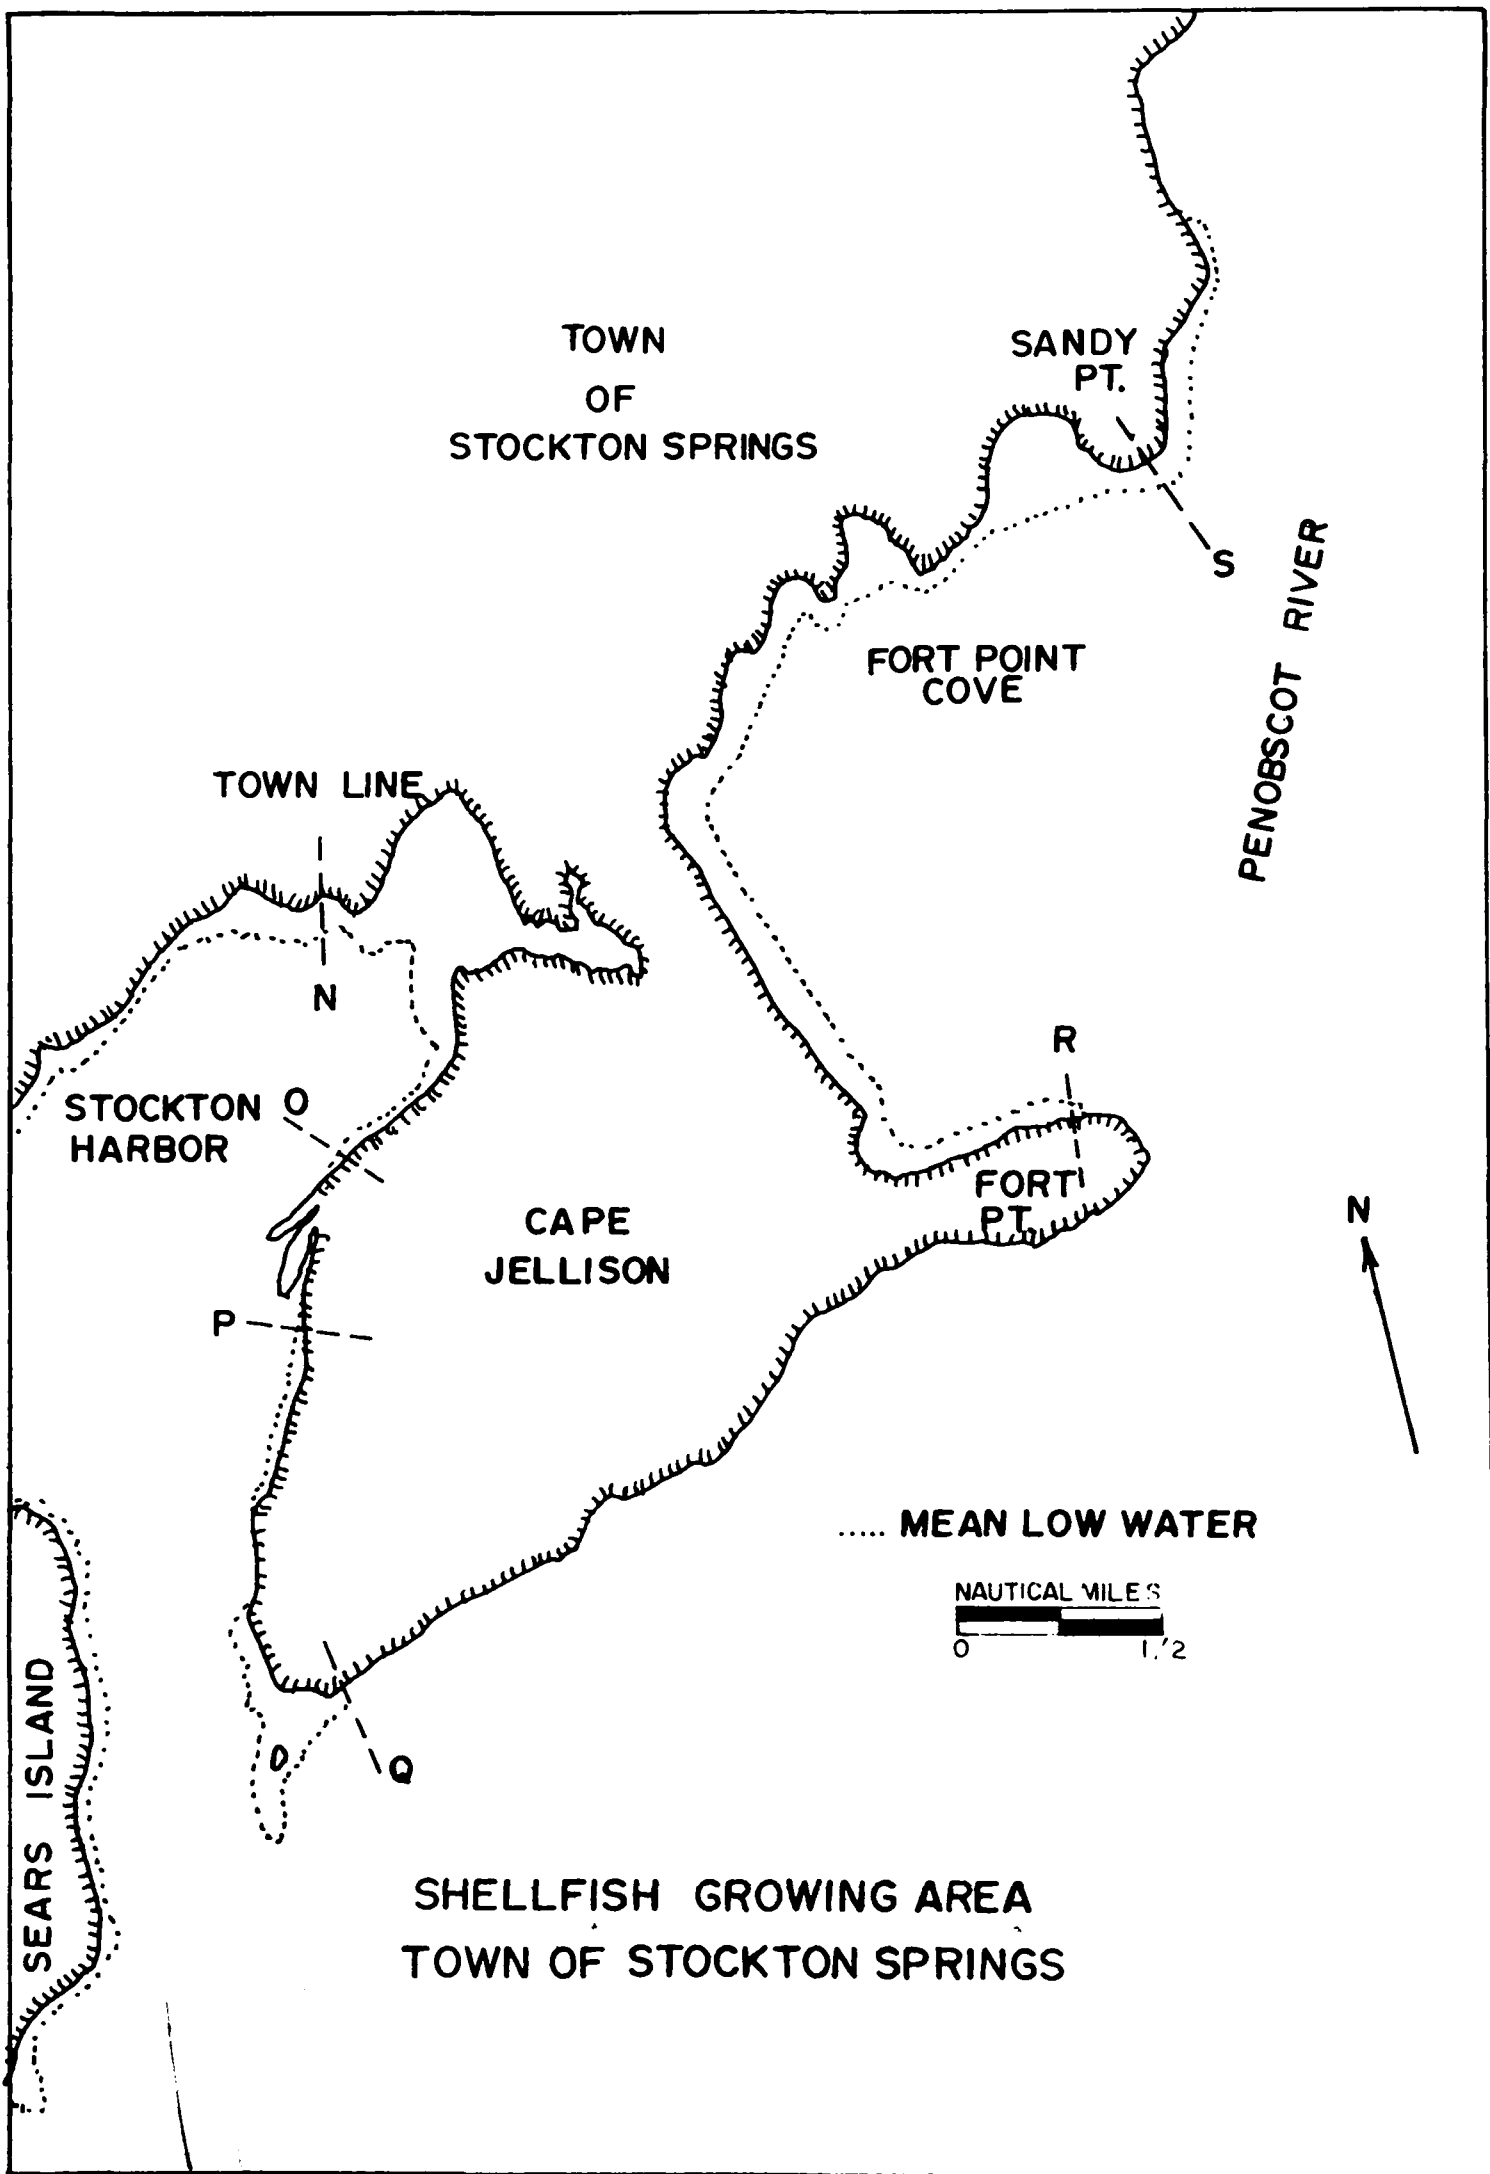 TOWN
OF
STOCKTON SPRINGS
SANDY
PT.
S
PENOBSCOT RIVER
FORT POINT
COVE
TOWN LINE
N
STOCKTON
HARBOR
O
R
FORT
PT.
CAPE
JELLISON
N
P
..... MEAN LOW WATER
NAUTICAL MILES
0 1/2
Q
SEARS ISLAND
SHELLFISH GROWING AREA
TOWN OF STOCKTON SPRINGS